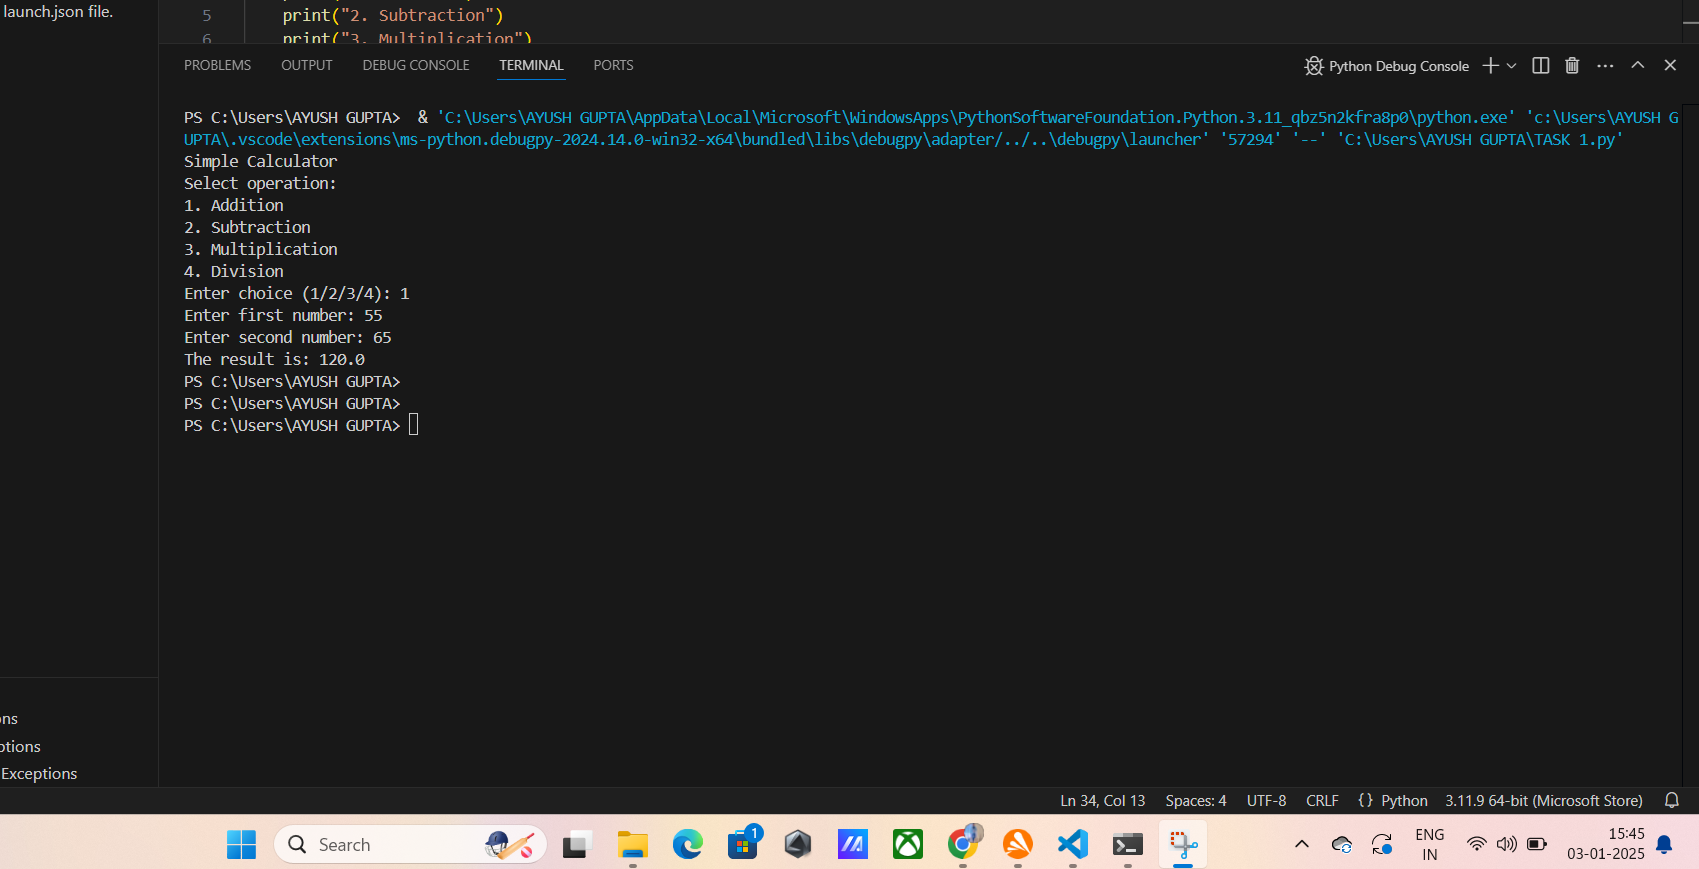 launch.json file.
5 print("2. Subtraction")
6 print("3. Multiplication")
PROBLEMS OUTPUT DEBUG CONSOLE TERMINAL PORTS Python Debug Console
PS C:\Users\AYUSH GUPTA>  & 'C:\Users\AYUSH GUPTA\AppData\Local\Microsoft\WindowsApps\PythonSoftwareFoundation.Python.3.11_qbz5n2kfra8p0\python.exe' 'c:\Users\AYUSH G
UPTA\.vscode\extensions\ms-python.debugpy-2024.14.0-win32-x64\bundled\libs\debugpy\adapter/../..\debugpy\launcher' '57294' '--' 'C:\Users\AYUSH GUPTA\TASK 1.py'
Simple Calculator
Select operation:
1. Addition
2. Subtraction
3. Multiplication
4. Division
Enter choice (1/2/3/4): 1
Enter first number: 55
Enter second number: 65
The result is: 120.0
PS C:\Users\AYUSH GUPTA>
PS C:\Users\AYUSH GUPTA>
PS C:\Users\AYUSH GUPTA>
ons
ptions
Exceptions
Ln 34, Col 13 Spaces: 4 UTF-8 CRLF {} Python 3.11.9 64-bit (Microsoft Store)
Search
1
ENG
IN
15:45
03-01-2025